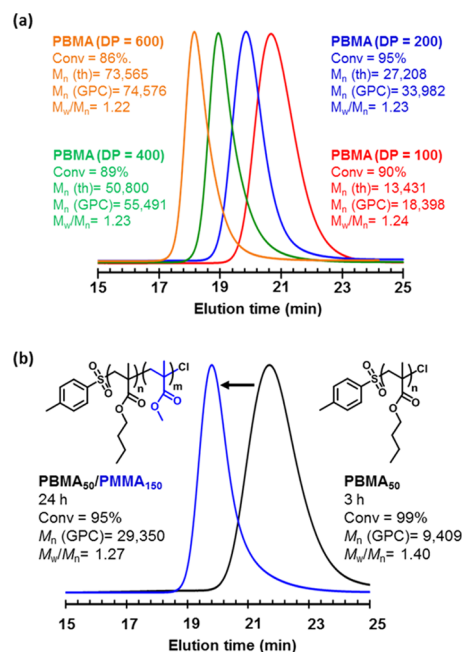 (a)
PBMA (DP = 600)
Conv = 86%.
Mn (th)= 73,565
Mn (GPC)= 74,576
Mw/Mn= 1.22
PBMA (DP = 200)
Conv = 95%
Mn (th)= 27,208
Mn (GPC)= 33,982
Mw/Mn= 1.23
PBMA (DP = 400)
Conv = 89%
Mn (th)= 50,800
Mn (GPC)= 55,491
Mw/Mn= 1.23
PBMA (DP = 100)
Conv = 90%
Mn (th)= 13,431
Mn (GPC)= 18,398
Mw/Mn= 1.24
15 17 19 21 23 25
Elution time (min)
(b)
O S O n O O m O O Cl
O S O n Cl O O
PBMA50/PMMA150
24 h
Conv = 95%
Mn (GPC)= 29,350
Mw/Mn= 1.27
PBMA50
3 h
Conv = 99%
Mn (GPC)= 9,409
Mw/Mn= 1.40
15 17 19 21 23 25
Elution time (min)